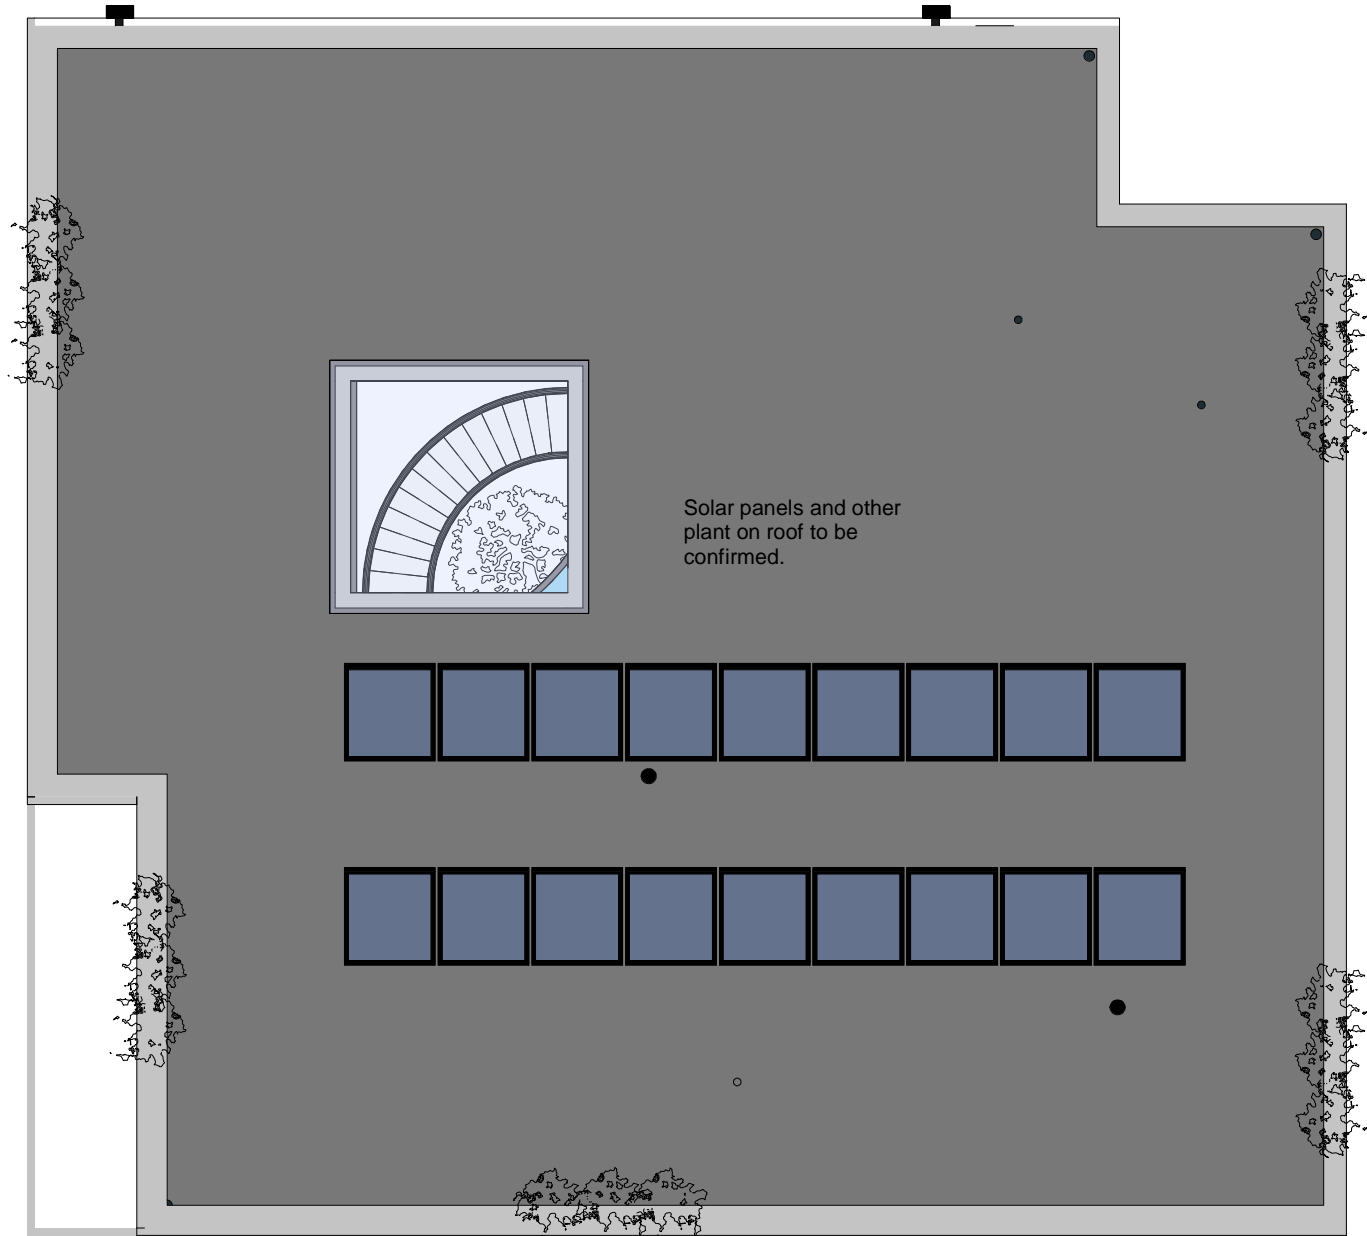 Solar panels and other
plant on roof to be
confirmed.